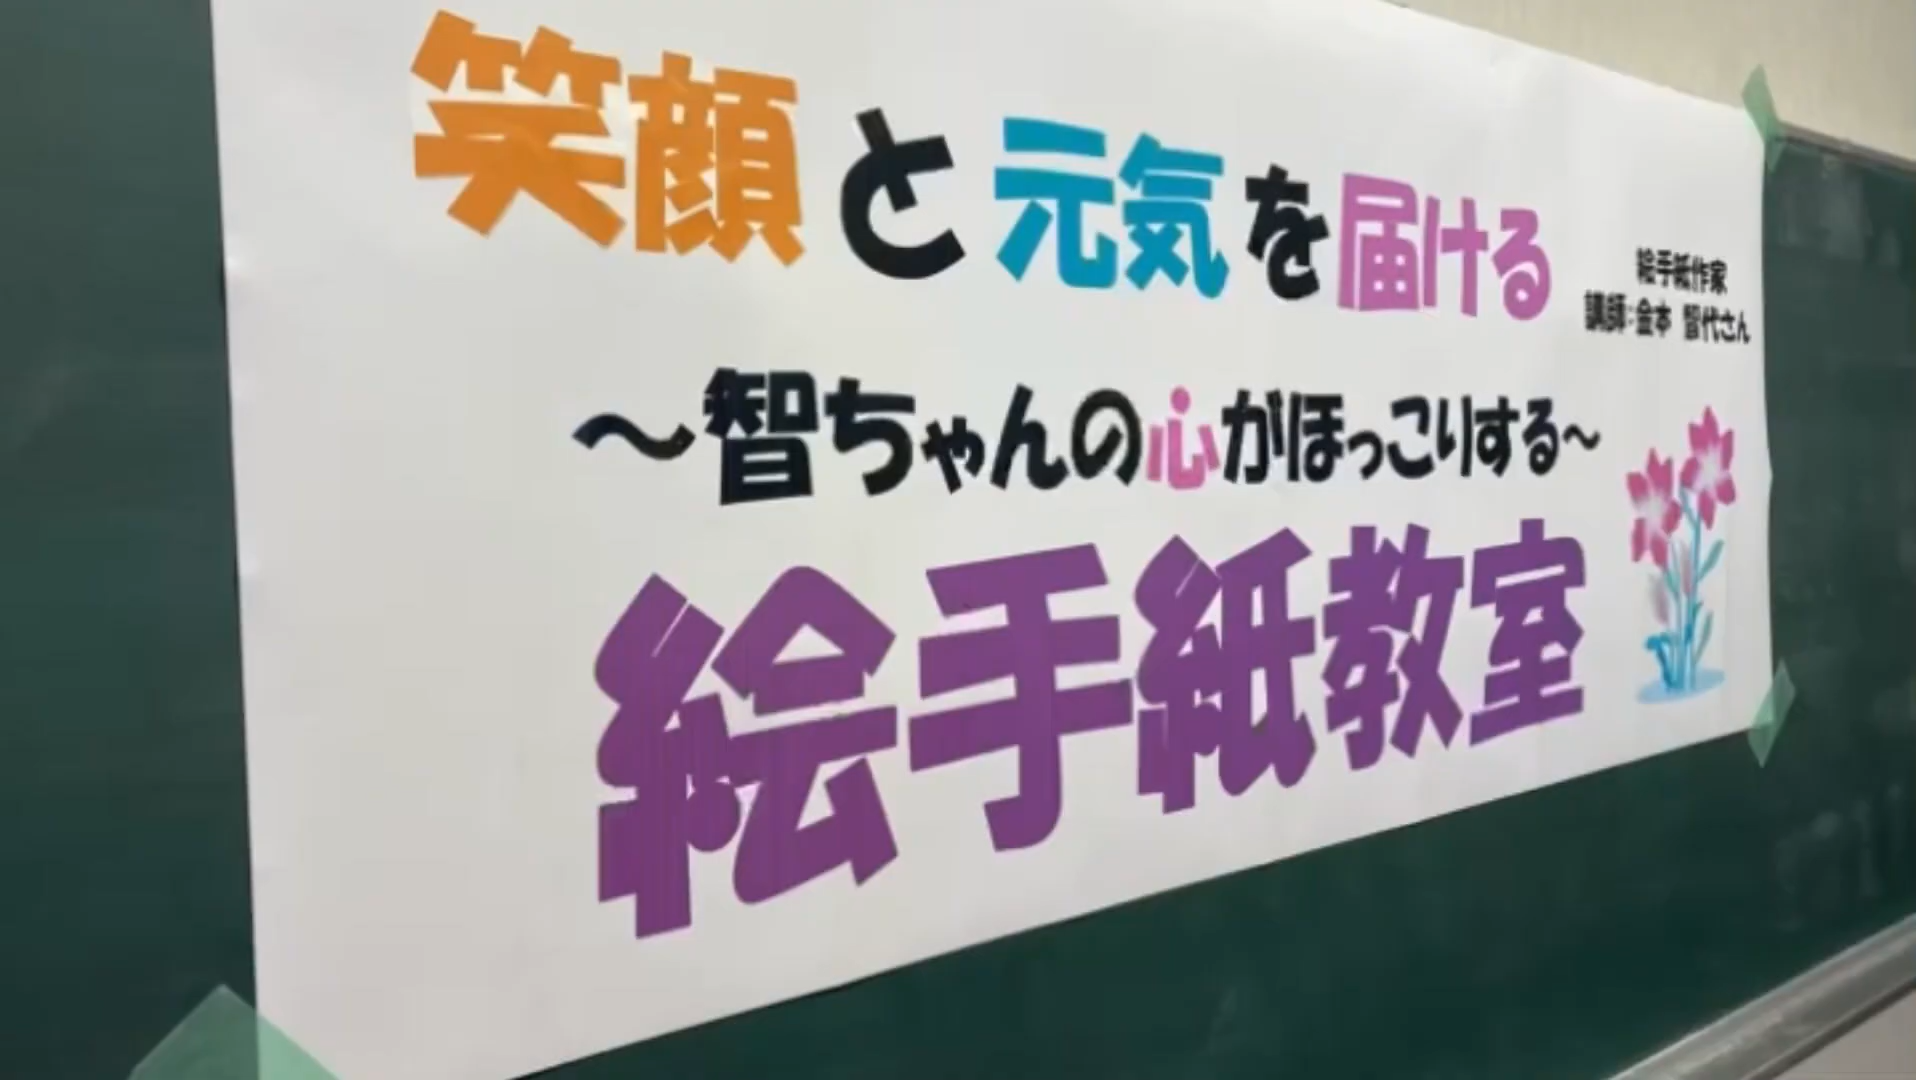 笑顔と元気を届ける
絵手紙作家
講師:金本 智代さん
～智ちゃんの心がほっこりする～
絵手紙教室